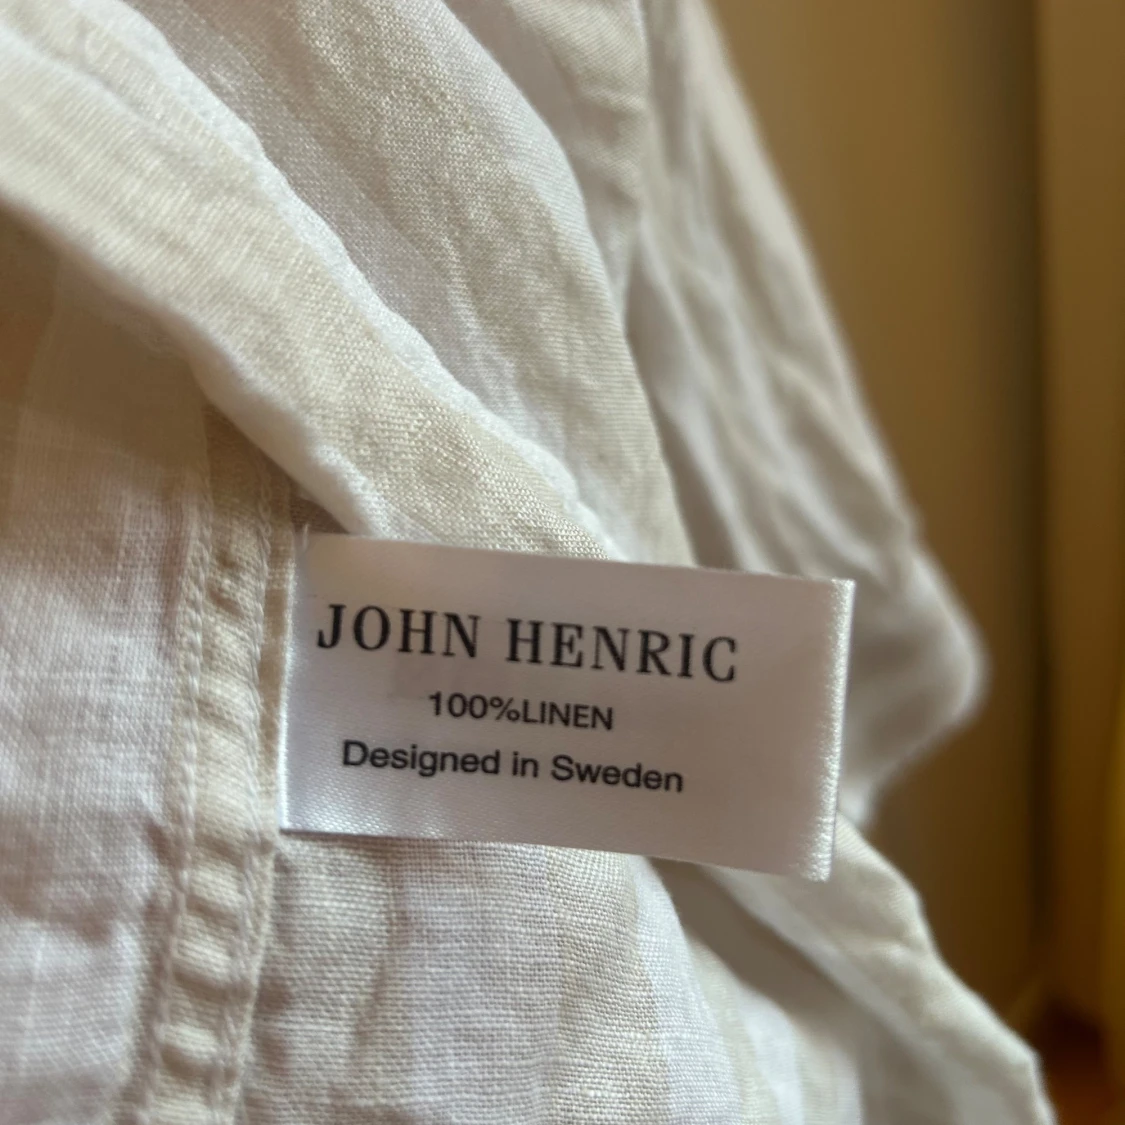 JOHN HENRIC
100%LINEN
Designed in Sweden